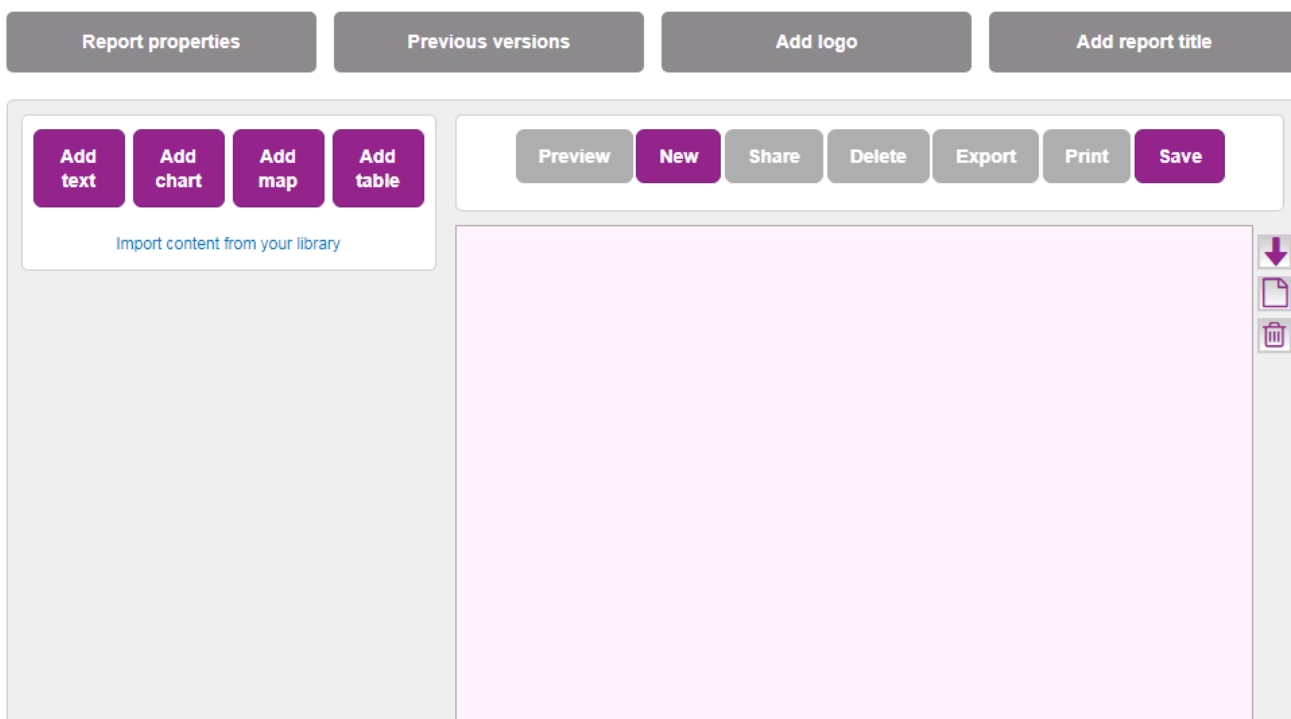 Report properties
Previous versions
Add logo
Add report title
Add text
Add chart
Add map
Add table
Import content from your library
Preview
New
Share
Delete
Export
Print
Save